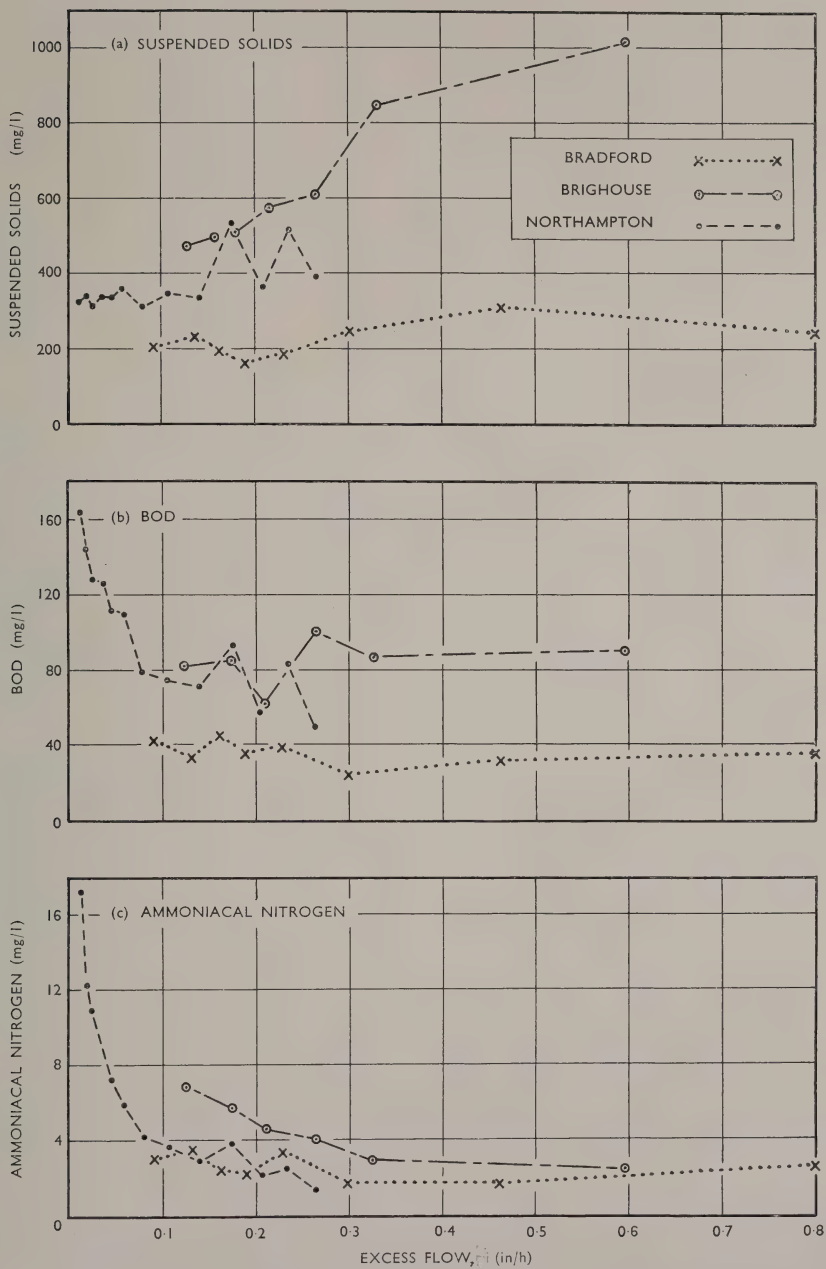 (a) SUSPENDED SOLIDS
SUSPENDED SOLIDS (mg/l)
1000
800
600
400
200
0
BRADFORD
BRIGHOUSE
NORTHAMPTON
(b) BOD
BOD (mg/l)
160
120
80
40
0
(c) AMMONIACAL NITROGEN
AMMONIACAL NITROGEN (mg/l)
16
12
8
4
0
0·1 0·2 0·3 0·4 0·5 0·6 0·7 0·8
EXCESS FLOW, (in/h)